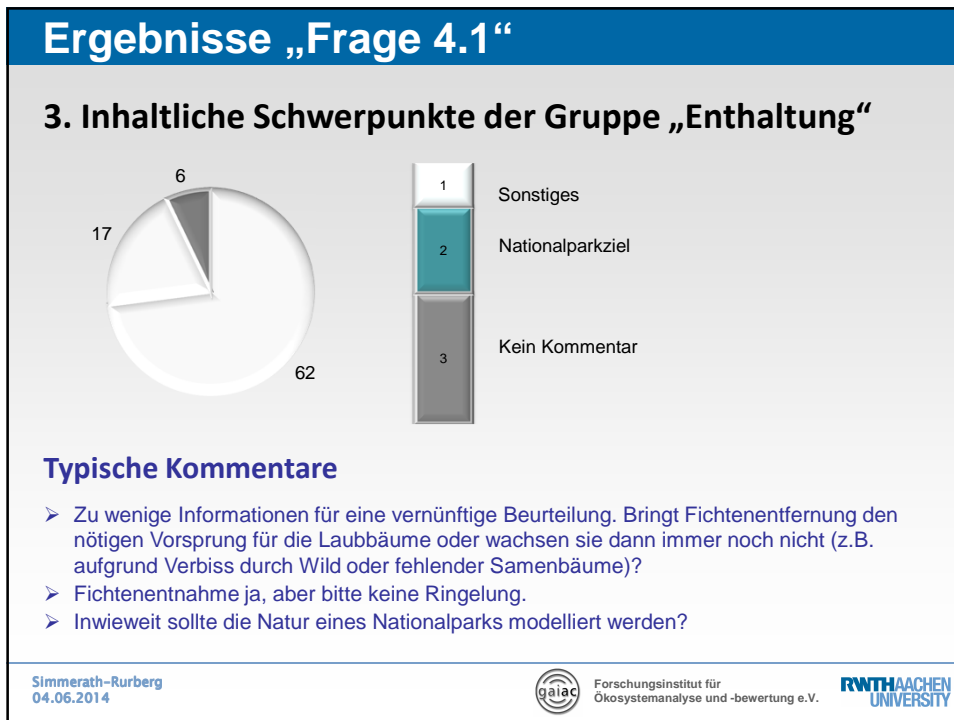 Ergebnisse „Frage 4.1“
3. Inhaltliche Schwerpunkte der Gruppe „Enthaltung“
6
17
62
1
Sonstiges
2
Nationalparkziel
3
Kein Kommentar
Typische Kommentare
➢ Zu wenige Informationen für eine vernünftige Beurteilung. Bringt Fichtenentfernung den
nötigen Vorsprung für die Laubbäume oder wachsen sie dann immer noch nicht (z.B.
aufgrund Verbiss durch Wild oder fehlender Samenbäume)?
➢ Fichtenentnahme ja, aber bitte keine Ringelung.
➢ Inwieweit sollte die Natur eines Nationalparks modelliert werden?
Simmerath-Rurberg
04.06.2014
gaiac
Forschungsinstitut für
Ökosystemanalyse und -bewertung e.V.
RWTHAACHEN
UNIVERSITY